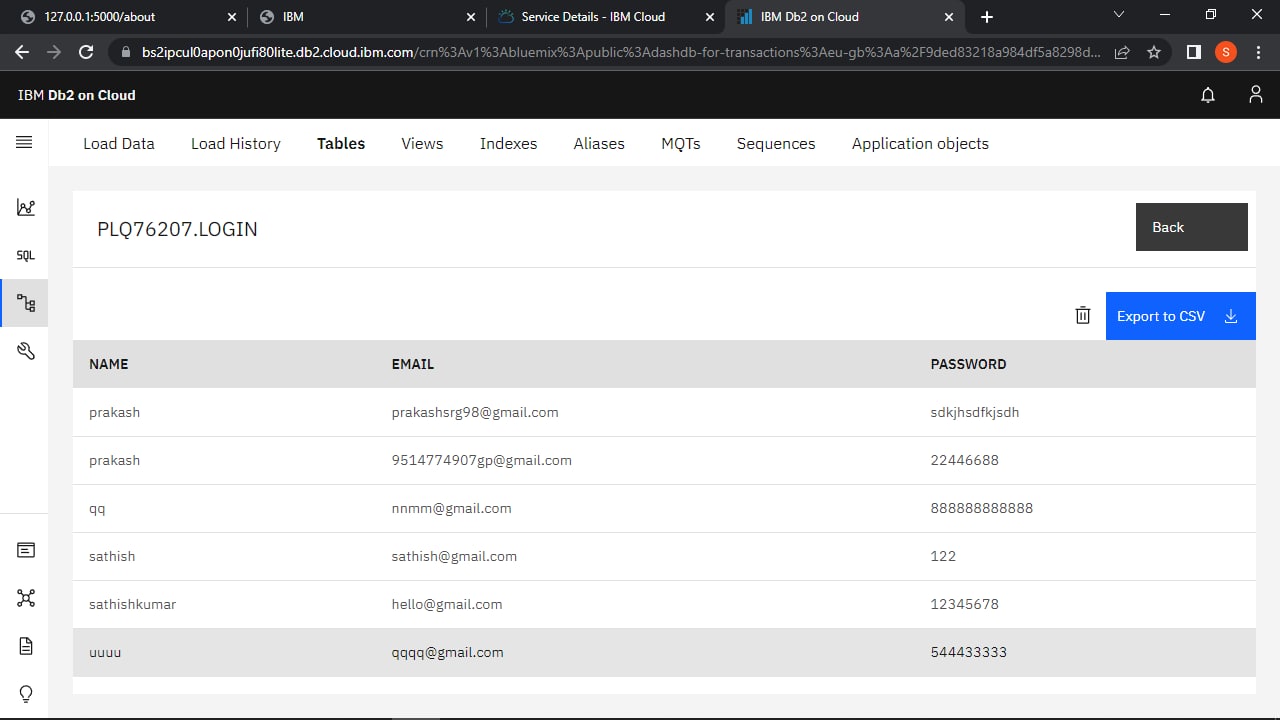 127.0.0.1:5000/about
IBM
Service Details - IBM Cloud
IBM Db2 on Cloud
bs2ipcul0apon0jufi80lite.db2.cloud.ibm.com/crn%3Av1%3Abluemix%3Apublic%3Adashdb-for-transactions%3Aeu-gb%3Aa%2F9ded83218a984df5a8298d...
S
IBM Db2 on Cloud
Load Data Load History Tables Views Indexes Aliases MQTs Sequences Application objects
SQL
PLQ76207.LOGIN
Back
Export to CSV
NAME EMAIL PASSWORD
prakash prakashsrg98@gmail.com sdkjhsdfkjsdh
prakash 9514774907gp@gmail.com 22446688
qq nnmm@gmail.com 888888888888
sathish sathish@gmail.com 122
sathishkumar hello@gmail.com 12345678
uuuu qqqq@gmail.com 544433333